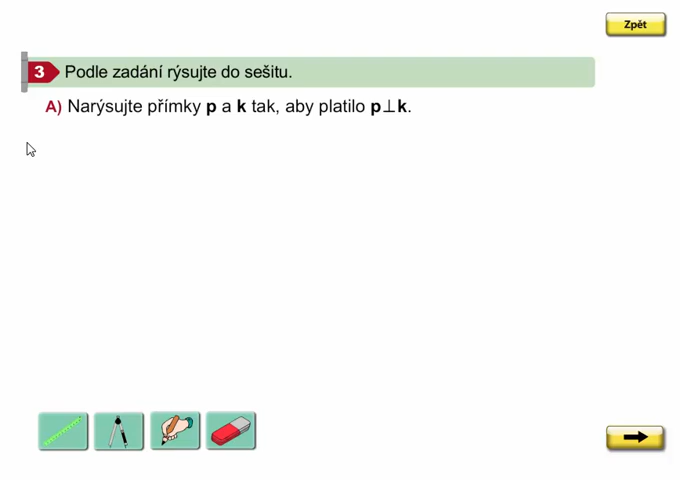 Zpět
3 Podle zadání rýsujte do sešitu.
A) Narýsujte přímky p a k tak, aby platilo p⊥k.